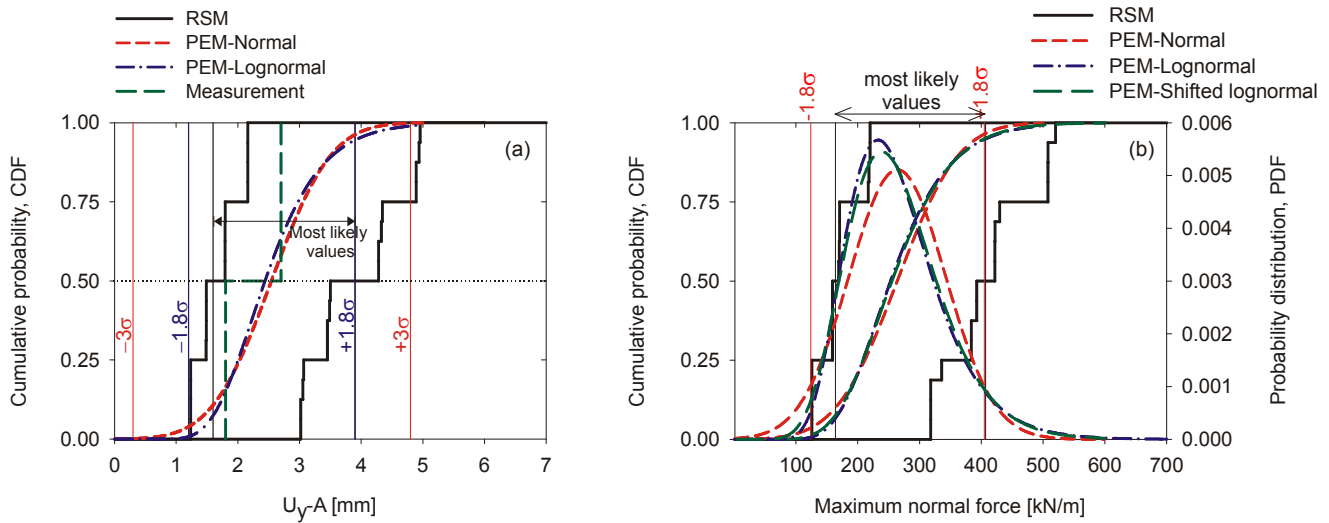 RSM
PEM-Normal
PEM-Lognormal
Measurement
1.00
0.75
0.50
0.25
0.00
Cumulative probability, CDF
(a)
Most likely
values
−3σ
−1.8σ
+1.8σ
+3σ
0
1
2
3
4
5
6
7
Uy-A [mm]
RSM
PEM-Normal
PEM-Lognormal
PEM-Shifted lognormal
most likely
values
-1.8σ
-1.8σ
(b)
1.00
0.75
0.50
0.25
0.00
Cumulative probability, CDF
0.006
0.005
0.004
0.003
0.002
0.001
0.000
Probability distribution, PDF
100
200
300
400
500
600
700
Maximum normal force [kN/m]